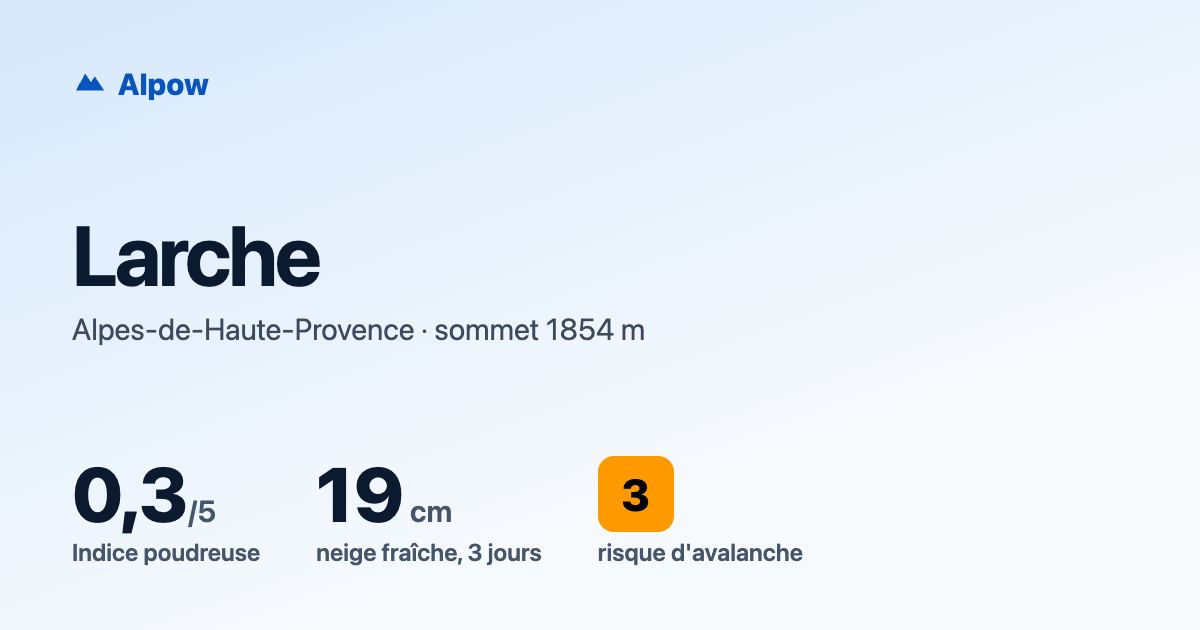 Alpow
Larche
Alpes-de-Haute-Provence · sommet 1854 m
0,3/5
Indice poudreuse
19 cm
neige fraîche, 3 jours
3
risque d'avalanche